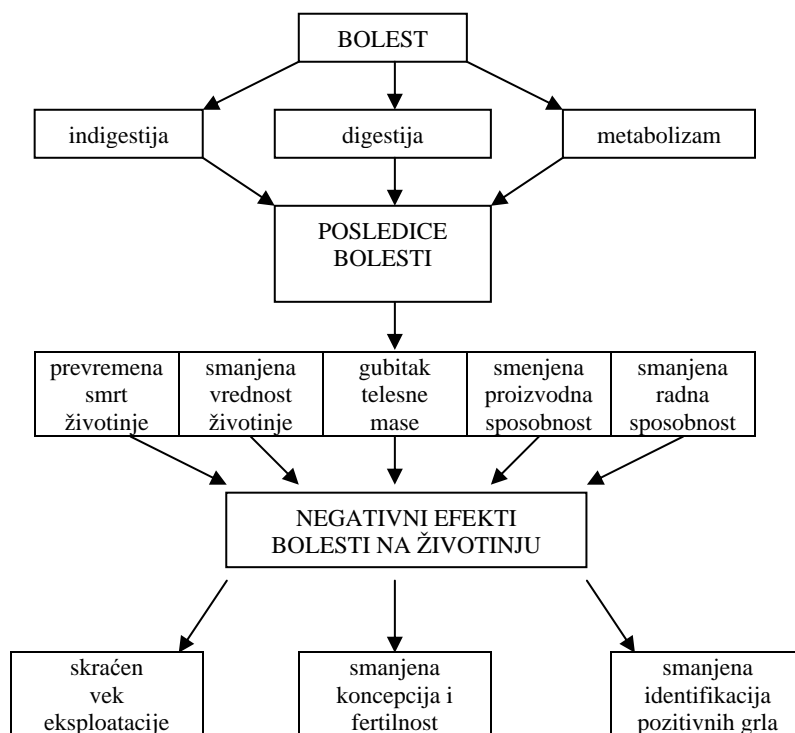 BOLEST
indigestija
digestija
metabolizam
POSLEDICE
BOLESTI
prevremena
smrt
životinje
smanjena
vrednost
životinje
gubitak
telesne
mase
smenjena
proizvodna
sposobnost
smanjena
radna
sposobnost
NEGATIVNI EFEKTI
BOLESTI NA ŽIVOTINJU
skraćen
vek
eksploatacije
smanjena
koncepcija i
fertilnost
smanjena
identifikacija
pozitivnih grla